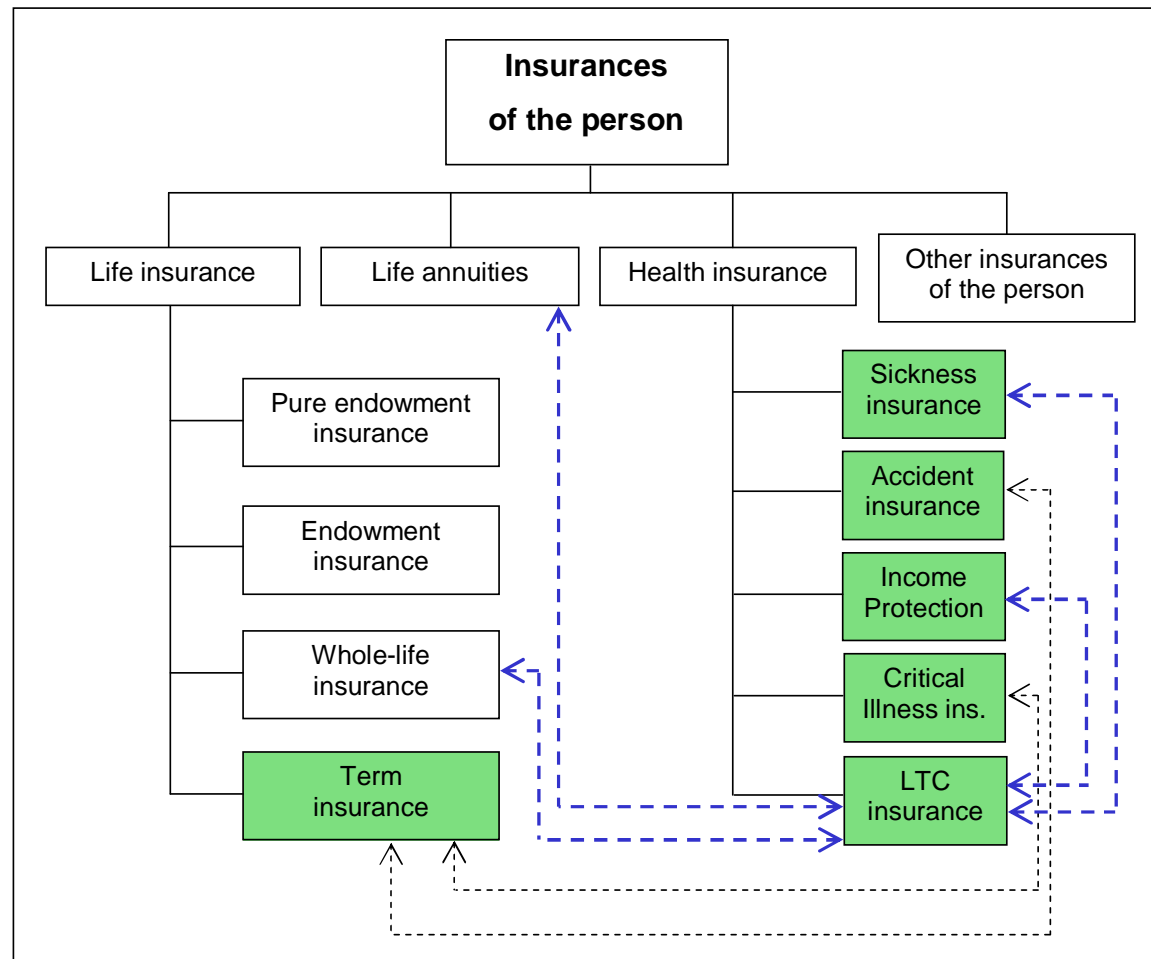 Insurances
of the person
Life insurance
Life annuities
Health insurance
Other insurances
of the person
Pure endowment
insurance
Endowment
insurance
Whole-life
insurance
Term
insurance
Sickness
insurance
Accident
insurance
Income
Protection
Critical
Illness ins.
LTC
insurance